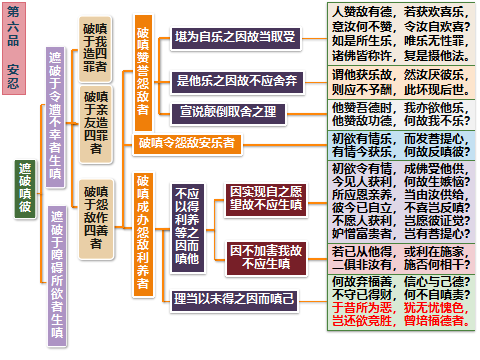 第六品 安忍
遮破嗔彼
遮破于令遭不幸者生嗔
遮破于障碍所欲者生嗔
破嗔于我造四罪者
破嗔于亲友造四罪者
破嗔于怨敌作四善者
破嗔赞誉怨敌者
堪为自乐之因故当取受
是他乐之因故不应舍弃
宣说颠倒取舍之理
破嗔令怨敌安乐者
破嗔成办怨敌利养者
不应以得利养等之因而嗔他
因实现自之愿望故不应生嗔
因不加害我故不应生嗔
理当以未得之因而嗔己
人赞敌有德，若获欢喜乐，
意汝何不赞，令汝自欢喜？
如是所生乐，唯乐无性罪，
诸佛皆称许，复是摄他法。
谓他获乐故，然汝厌彼乐，
则应不予酬，此坏现后世。
他赞吾德时，我亦欲他乐，
他赞敌功德，何故我不乐？
初欲有情乐，而发菩提心，
有情今获乐，何故反嗔彼？
初欲令有情，成佛受他供，
今见人获利，何故生嫉恼？
所应恩亲养，当由汝供给，
彼今已自立，不喜岂反嗔？
不愿人获利，岂愿彼证觉？
妒憎富贵者，岂有菩提心？
若已从他得，或利在施家，
二俱非汝有，施否何相干？
何故弃福善，信心与己德？
不守已得财，何不自嗔责？
于昔所为恶，犹无忧愧色，
岂还欲竞胜，曾培福德者。